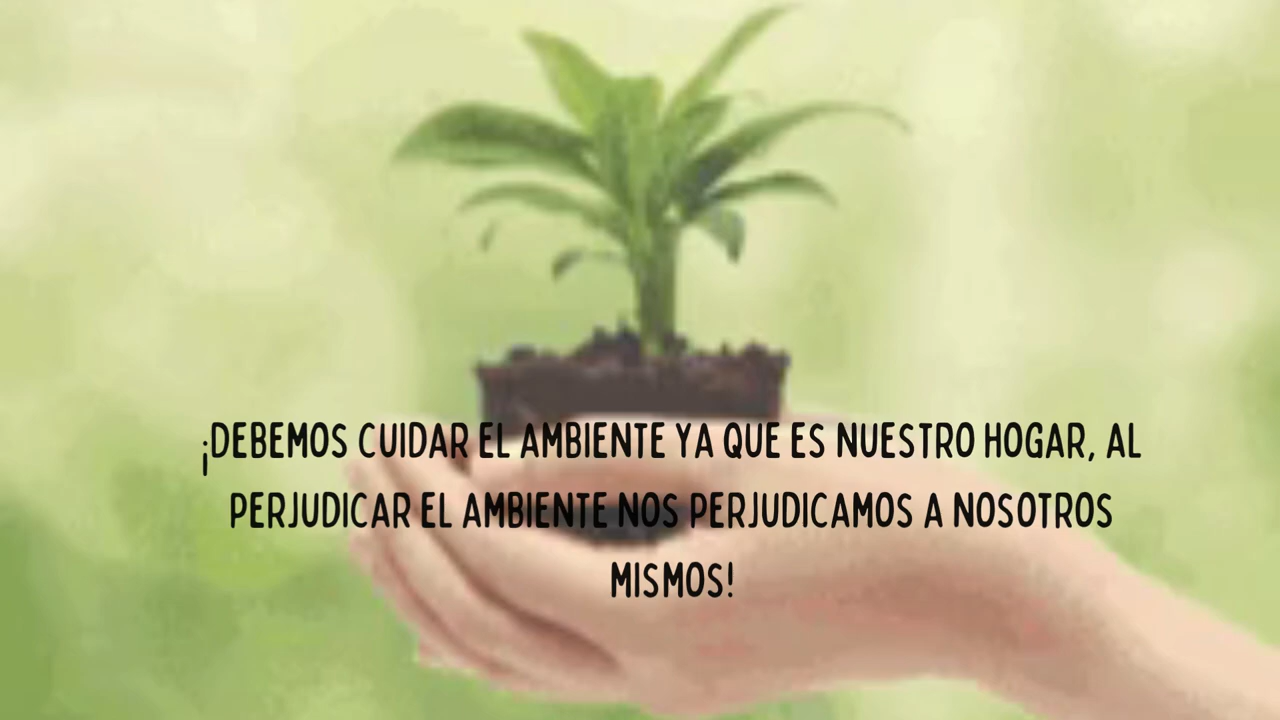 ¡DEBEMOS CUIDAR EL AMBIENTE YA QUE ES NUESTRO HOGAR, AL
PERJUDICAR EL AMBIENTE NOS PERJUDICAMOS A NOSOTROS
MISMOS!